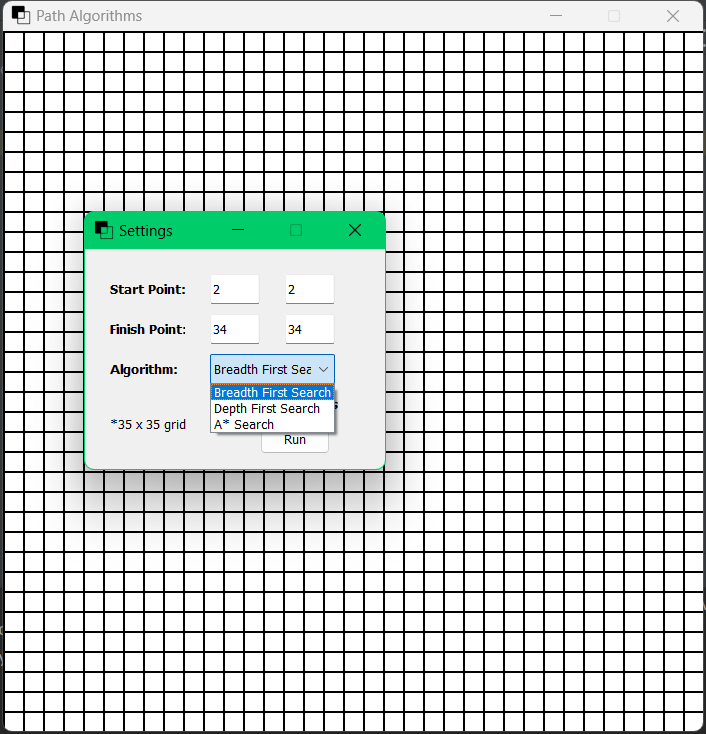 Path Algorithms
Settings
Start Point: 2 2
Finish Point: 34 34
Algorithm: Breadth First Sea
Breadth First Search
Depth First Search
A* Search
*35 x 35 grid
Run